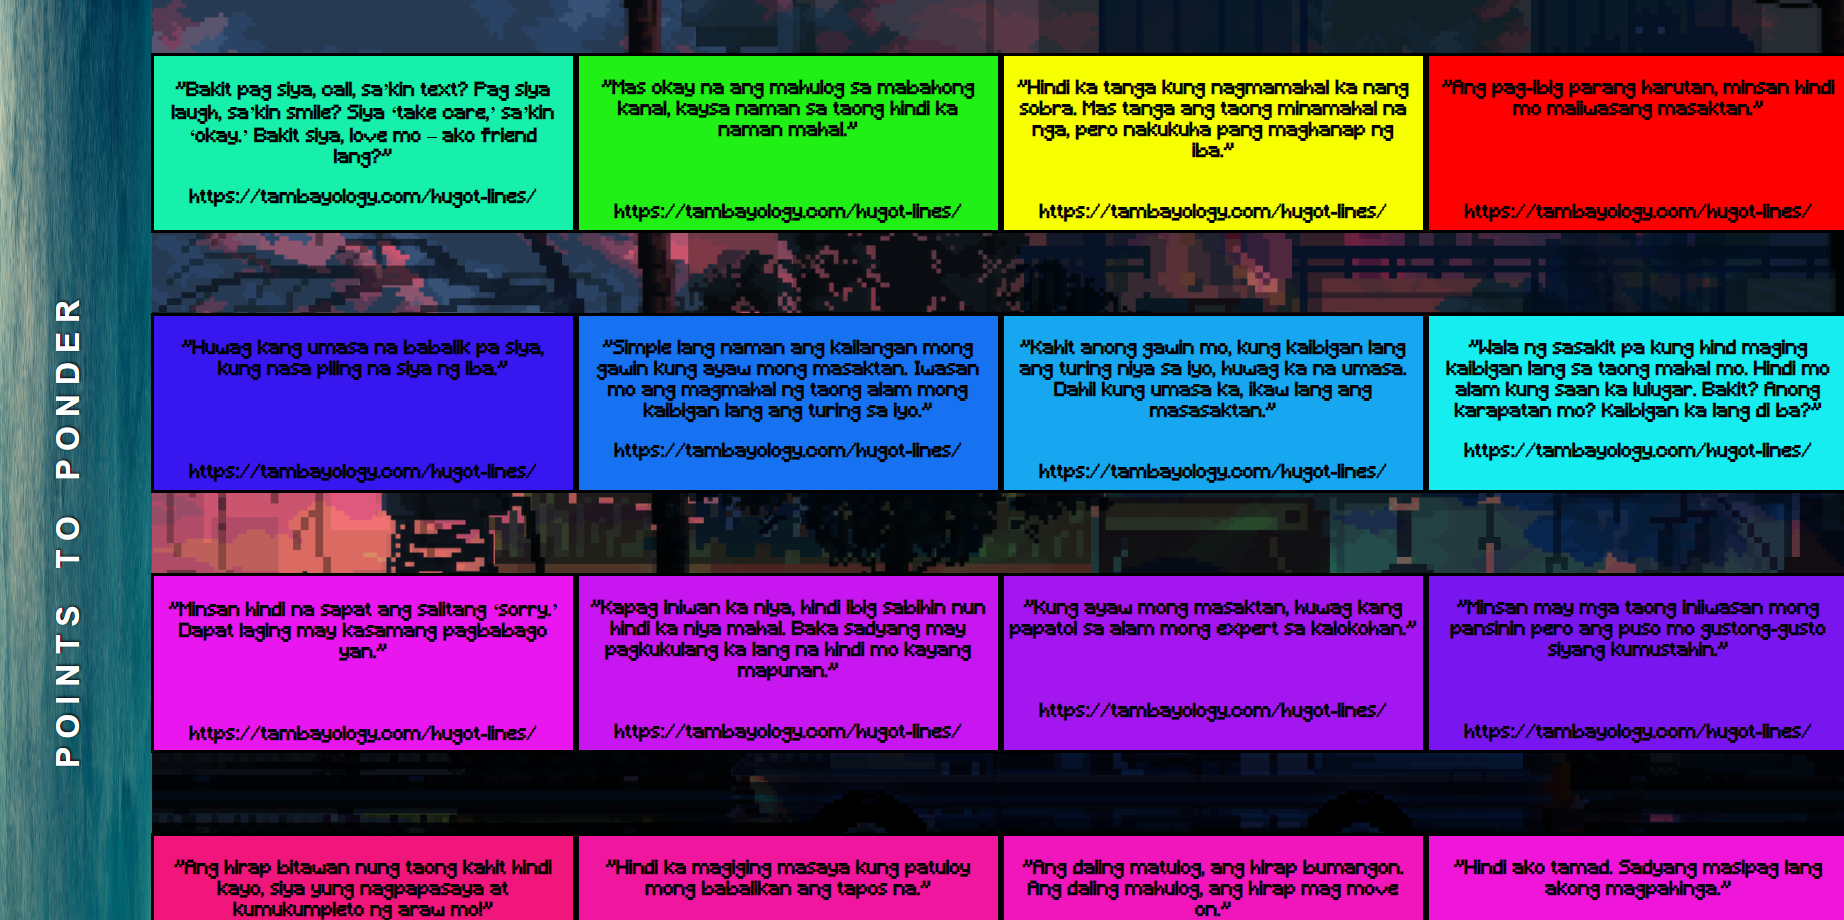 POINTS TO PONDER
"Bakit pag siya, call, sa'kin text? Pag siya
laugh, sa'kin smile? Siya 'take care,' sa'kin
'okay.' Bakit siya, love mo – ako friend
lang?"
https://tambayology.com/hugot-lines/
"Mas okay na ang mahulog sa mabahong
kanal, kaysa naman sa taong hindi ka
naman mahal."
https://tambayology.com/hugot-lines/
"Hindi ka tanga kung nagmamahal ka nang
sobra. Mas tanga ang taong minamahal na
nga, pero nakukuha pang maghanap ng
iba."
https://tambayology.com/hugot-lines/
"Ang pag-ibig parang harutan, minsan hindi
mo maiiwasang masaktan."
https://tambayology.com/hugot-lines/
"Huwag kang umasa na babalik pa siya,
kung nasa piling na siya ng iba."
https://tambayology.com/hugot-lines/
"Simple lang naman ang kailangan mong
gawin kung ayaw mong masaktan. Iwasan
mo ang magmahal ng taong alam mong
kaibigan lang ang turing sa iyo."
https://tambayology.com/hugot-lines/
"Kahit anong gawin mo, kung kaibigan lang
ang turing niya sa iyo, huwag ka na umasa.
Dahil kung umasa ka, ikaw lang ang
masasaktan."
https://tambayology.com/hugot-lines/
"Wala ng sasakit pa kung hind maging
kaibigan lang sa taong mahal mo. Hindi mo
alam kung saan ka lulugar. Bakit? Anong
karapatan mo? Kaibigan ka lang di ba?"
https://tambayology.com/hugot-lines/
"Minsan hindi na sapat ang salitang 'sorry.'
Dapat laging may kasamang pagbabago
yan."
https://tambayology.com/hugot-lines/
"Kapag iniwan ka niya, hindi ibig sabihin nun
hindi ka niya mahal. Baka sadyang may
pagkukulang ka lang na hindi mo kayang
mapunan."
https://tambayology.com/hugot-lines/
"Kung ayaw mong masaktan, huwag kang
papatol sa alam mong expert sa kalokohan."
https://tambayology.com/hugot-lines/
"Minsan may mga taong iniiwasan mong
pansinin pero ang puso mo gustong-gusto
siyang kumustahin."
https://tambayology.com/hugot-lines/
"Ang hirap bitawan nung taong kahit hindi
kayo, siya yung nagpapasaya at
kumukumpleto ng araw mo!"
"Hindi ka magiging masaya kung patuloy
mong babalikan ang tapos na."
"Ang daling matulog, ang hirap bumangon.
Ang daling mahulog, ang hirap mag move
on."
"Hindi ako tamad. Sadyang masipag lang
akong magpahinga."